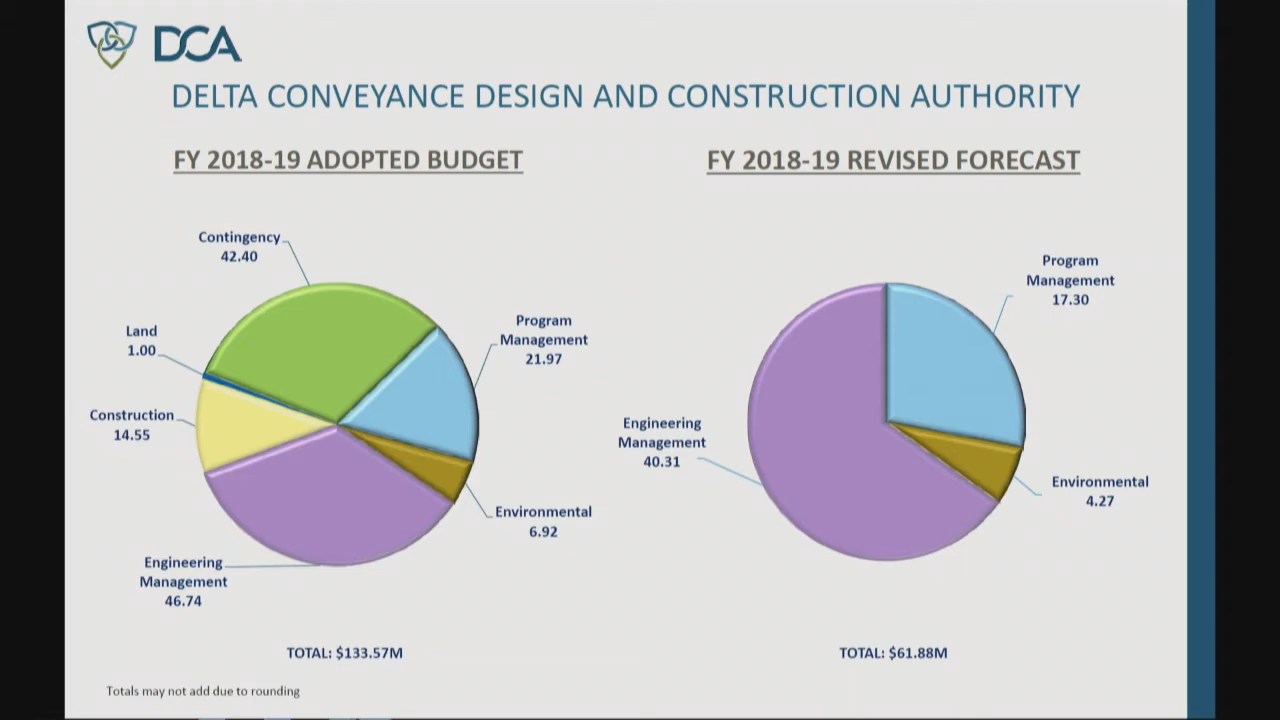 DCA
DELTA CONVEYANCE DESIGN AND CONSTRUCTION AUTHORITY
FY 2018-19 ADOPTED BUDGET
Contingency
42.40
Land
1.00
Program
Management
21.97
Construction
14.55
Environmental
6.92
Engineering
Management
46.74
TOTAL: $133.57M
FY 2018-19 REVISED FORECAST
Program
Management
17.30
Engineering
Management
40.31
Environmental
4.27
TOTAL: $61.88M
Totals may not add due to rounding